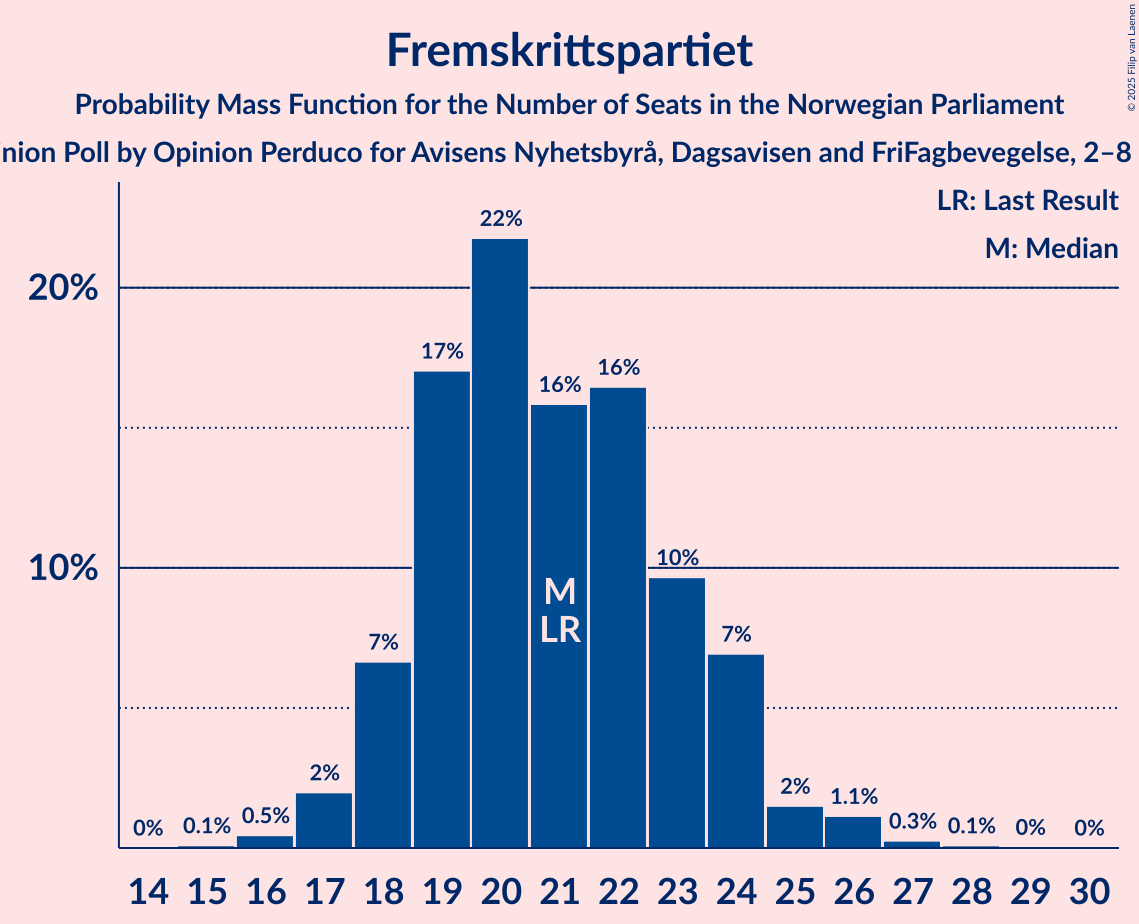 Fremskrittspartiet
Probability Mass Function for the Number of Seats in the Norwegian Parliament
nion Poll by Opinion Perduco for Avisens Nyhetsbyrå, Dagsavisen and FriFagbevegelse, 2–8
© 2025 Filip van Laenen
LR: Last Result
M: Median
22%
20%
17%
16%
16%
10%
10%
M
LR
7%
7%
2%
2%
1.1%
0.5%
0.3%
0%
0.1%
0.1%
0%
0%
14 15 16 17 18 19 20 21 22 23 24 25 26 27 28 29 30